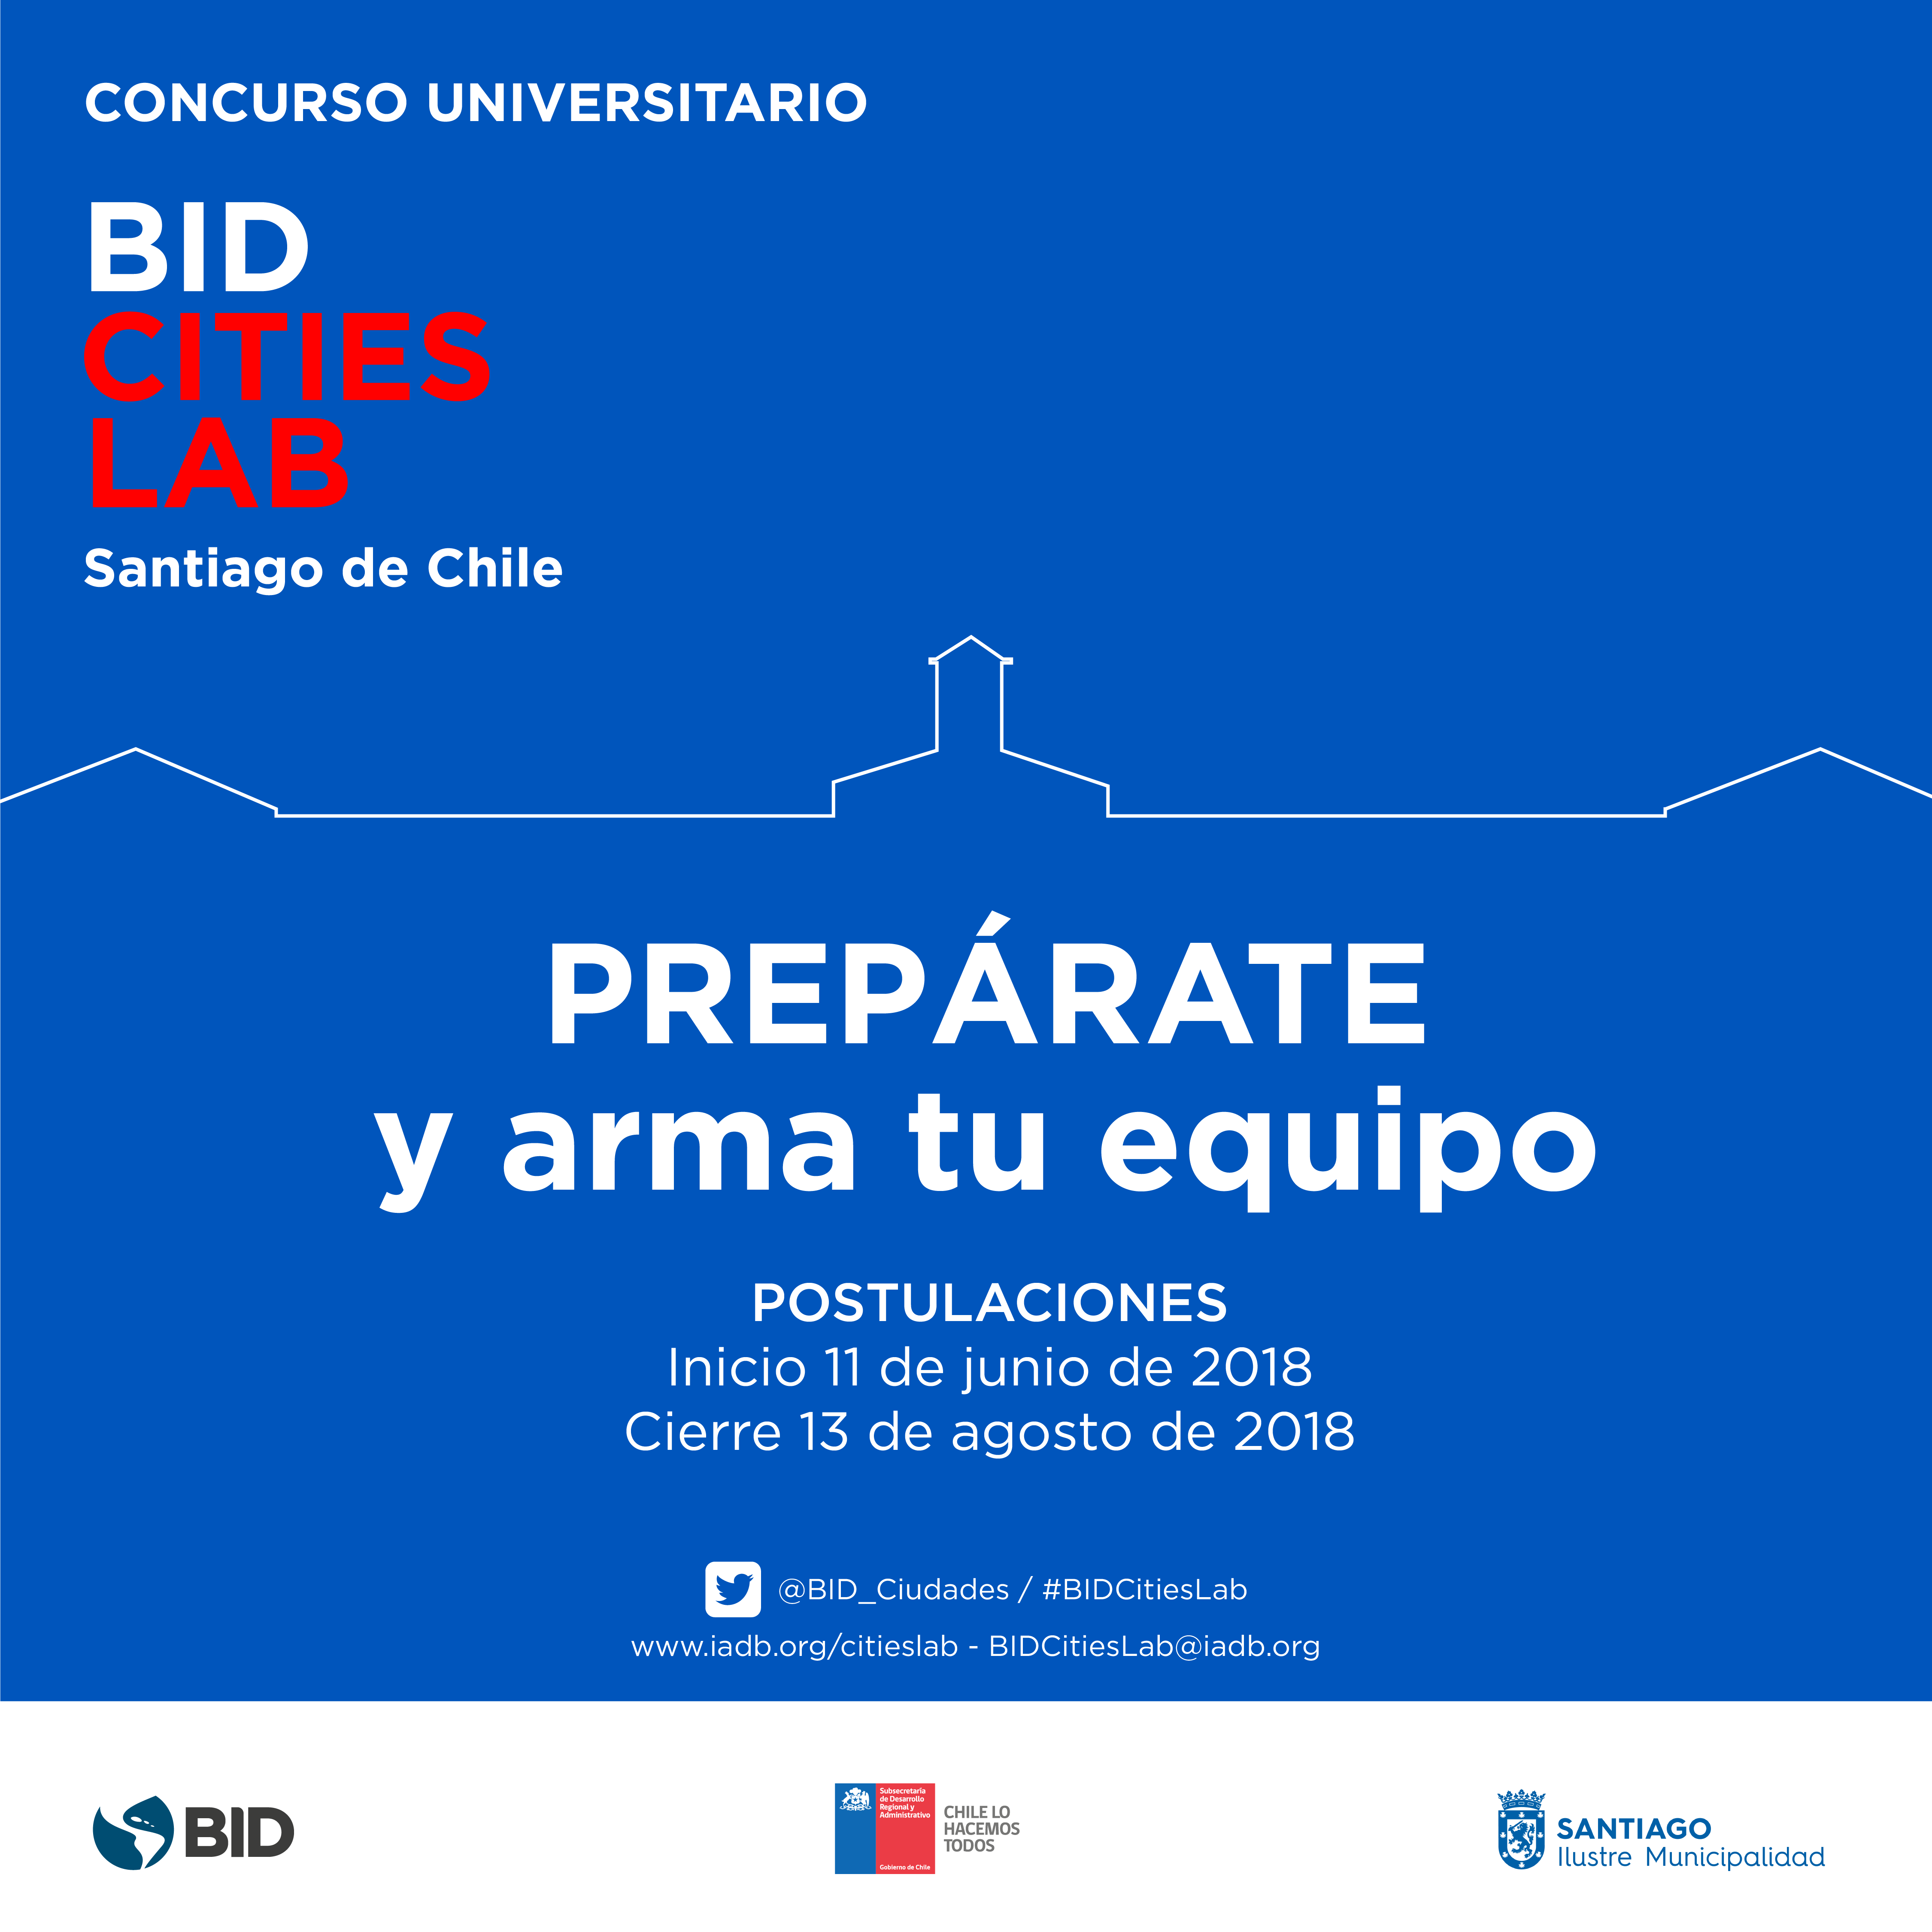 CONCURSO UNIVERSITARIO
BID
CITIES
LAB
Santiago de Chile
PREPÁRATE
y arma tu equipo
POSTULACIONES
Inicio 11 de junio de 2018
Cierre 13 de agosto de 2018
@BID_Ciudades / #BIDCitiesLab
www.iadb.org/citieslab - BIDCitiesLab@iadb.org
BID
Subsecretaría
de Desarrollo
Regional y
Administrativo
Gobierno de Chile
CHILE LO
HACEMOS
TODOS
SANTIAGO
Ilustre Municipalidad